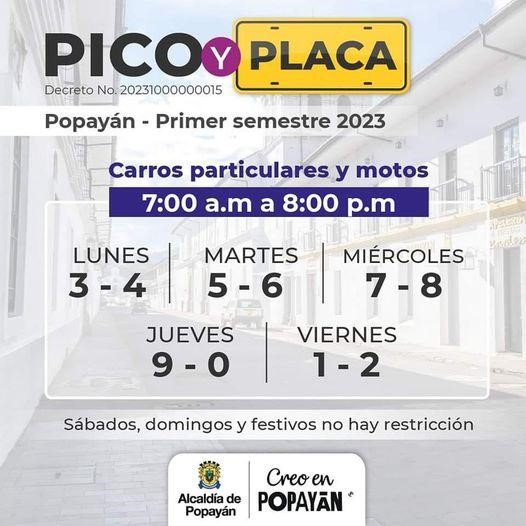 PICO Y PLACA
Decreto No. 20231000000015
Popayán - Primer semestre 2023
Carros particulares y motos
7:00 a.m a 8:00 p.m
LUNES
3 - 4
MARTES
5 - 6
MIÉRCOLES
7 - 8
JUEVES
9 - 0
VIERNES
1 - 2
Sábados, domingos y festivos no hay restricción
Alcaldía de
Popayán
Creo en
POPAYÁN